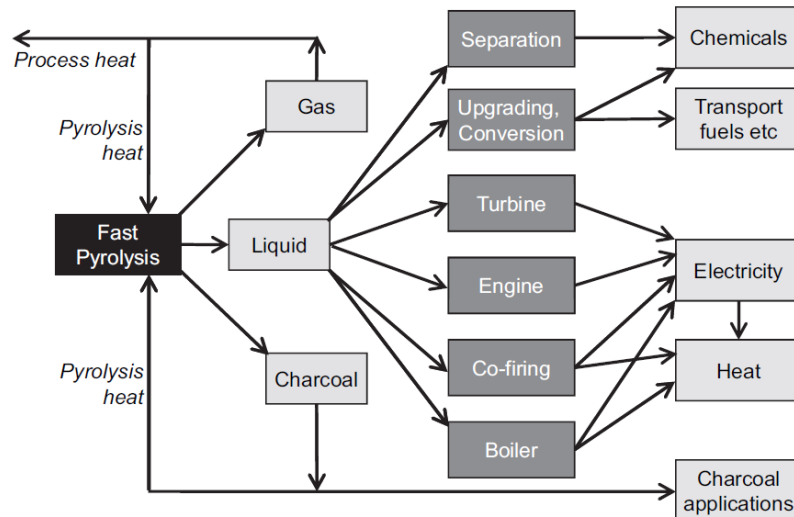 Process heat
Pyrolysis
heat
Fast
Pyrolysis
Pyrolysis
heat
Gas
Liquid
Charcoal
Separation
Upgrading,
Conversion
Turbine
Engine
Co-firing
Boiler
Chemicals
Transport
fuels etc
Electricity
Heat
Charcoal
applications